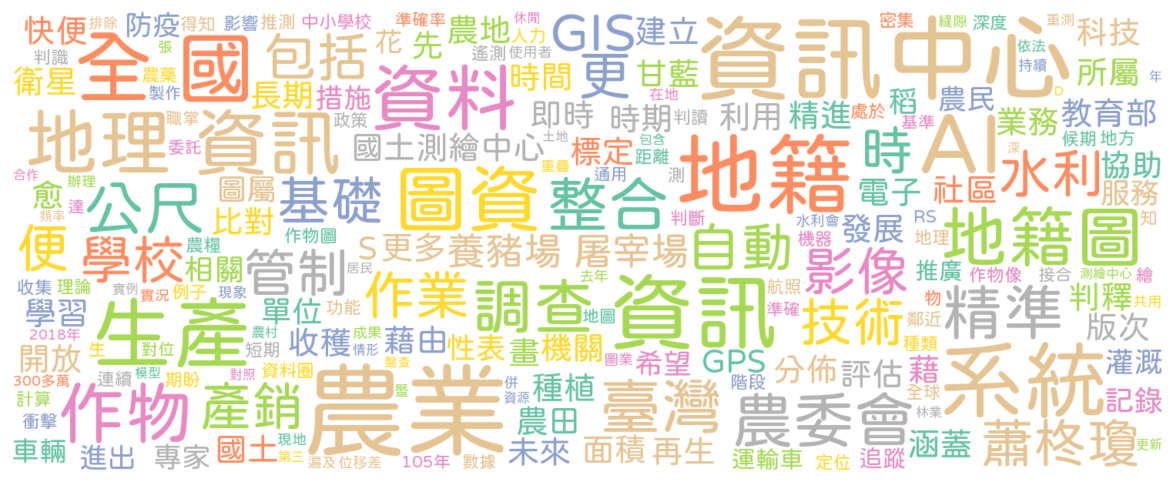 快便 排除 防疫 得知 影響 推測 中小學校 準確率 農地 休閒 GIS 建立 資訊中心 密集 縫隙 深度 重測 科技
判識 張 全國 包括 花 先 人力 使用者 更 依法 持續 所屬 年
衛星 農藥 製作 長期 措施 遙測 時間 甘藍 在地 D
地理資訊 職掌 委託 政策 資料 即時 時期 判讀 利用 精進 處於 稻 基準 農民 教育部
國土測繪中心 土地 包含 重疊 標定 距離 地籍 時 AI 深 業務 候期 地方
合作 愈 辦理 達 頻率 公尺 圖屬 比對 基礎 圖資 整合 通用 測 判斷 電子 社區 水利 協助 服務 知
便 學校 農糧 相關 作物圖 管制 居民 S 更多 養豬場 屠宰場 去年 自動 水利會 機器 影像 發展 RS 地理 推廣 地籍圖 作物像 接合 測繪中心 繪
收集 理論 實例 實況 例子 現象 功能 作業 調查 地圖 資訊 航照 準確 技術 物 鄰近 種類 精準 判釋 共用 版次
學習 2018年 生 對位 生產 農村 短期 單位 收穫 成果 情形 藉由 性表 畫 機關 圖業 希望 GPS
開放 300多萬 計算 連續 模型 期盼 對照 資料圈 盤查 暨 農業 併 資源 種植 臺灣 階段 分佈 評估 藉 全球 林業 系統 灌溉 記錄
衝擊 作物 產銷 農田 農委會 涵蓋 蕭柊瓊 更新
車輛 進出 專家 國土 現地 第三 遍及 位移差 105年 數據 未來 面積 再生 運輸車 定位 追蹤